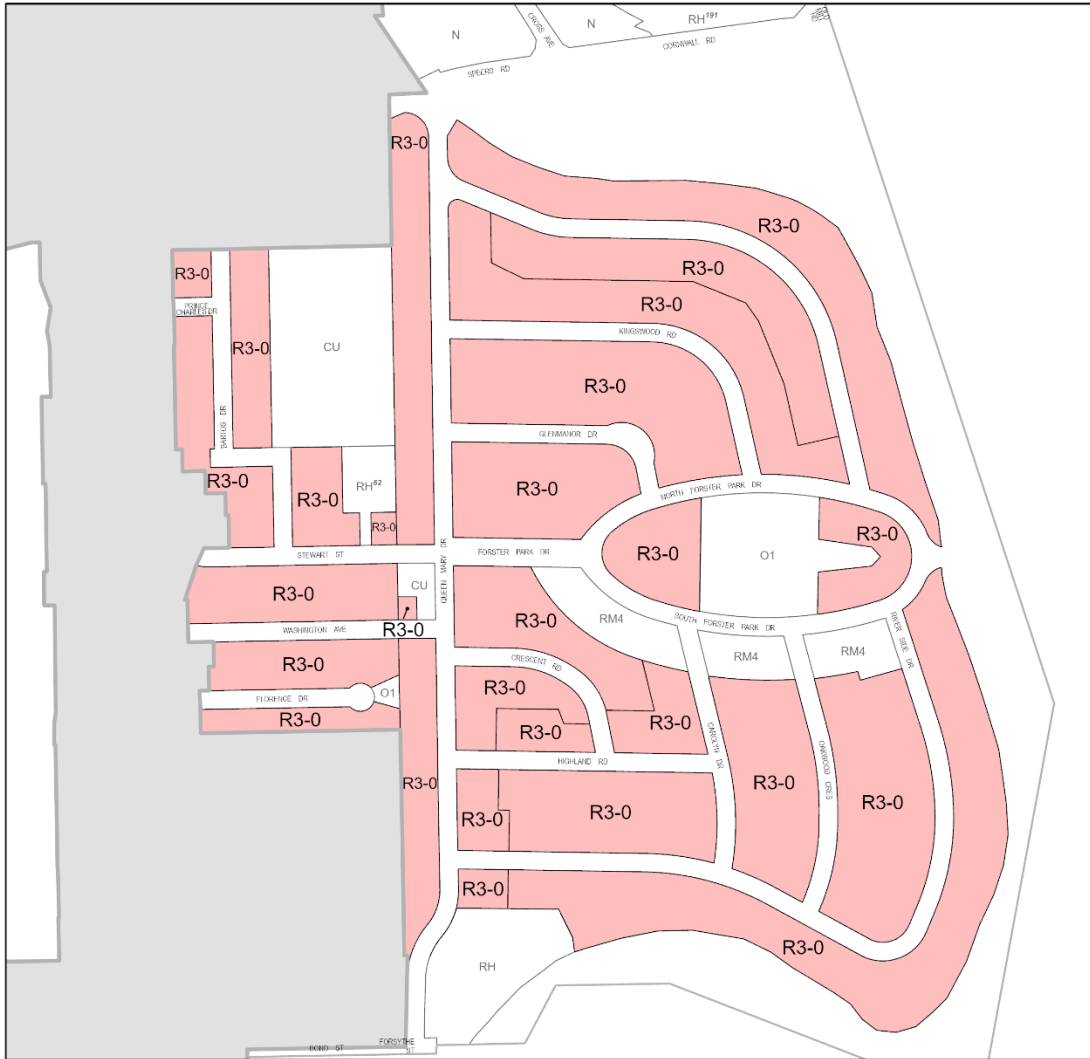 N
CROSS AVE
N
RH¹⁹¹
CORNWALL RD
SPEERS RD
R3-0
R3-0
R3-0
R3-0
R3-0
PRINCE
CHARLES DR
KINGSWOOD RD
R3-0
CU
R3-0
BARTOS DR
GLENMANOR DR
R3-0
R3-0
RH⁶²
R3-0
R3-0
NORTH FORSTER PARK DR
R3-0
QUEEN MARY DR
STEWART ST
FORSTER PARK DR
R3-0
O1
R3-0
CU
R3-0
R3-0
RM4
SOUTH FORSTER PARK DR
RIVER SIDE DR
WASHINGTON AVE
R3-0
RM4
RM4
R3-0
CRESCENT RD
R3-0
FLORENCE DR
O1
R3-0
R3-0
R3-0
CAROLYN DR
HIGHLAND RD
OAKWOOD CRES
R3-0
R3-0
R3-0
R3-0
R3-0
R3-0
R3-0
RH
FORSYTHE
ST
BOND ST